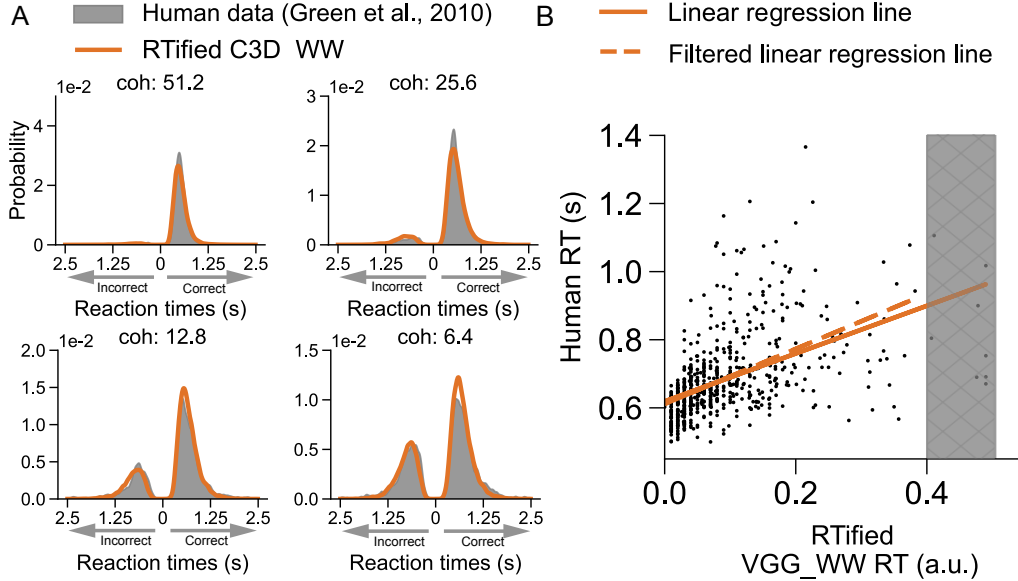 A
Human data (Green et al., 2010)
RTified C3D WW
1e-2
coh: 51.2
Probability
4
2
0
2.5 1.25 0 1.25 2.5
Incorrect Correct
Reaction times (s)
1e-2
coh: 25.6
3
2
1
0
2.5 1.25 0 1.25 2.5
Incorrect Correct
Reaction times (s)
1e-2
coh: 12.8
2.0
1.5
1.0
0.5
0.0
2.5 1.25 0 1.25 2.5
Incorrect Correct
Reaction times (s)
1e-2
coh: 6.4
1.5
1.0
0.5
0.0
2.5 1.25 0 1.25 2.5
Incorrect Correct
Reaction times (s)
B
Linear regression line
Filtered linear regression line
Human RT (s)
1.4
1.2
1.0
0.8
0.6
0.0 0.2 0.4
RTified
VGG_WW RT (a.u.)